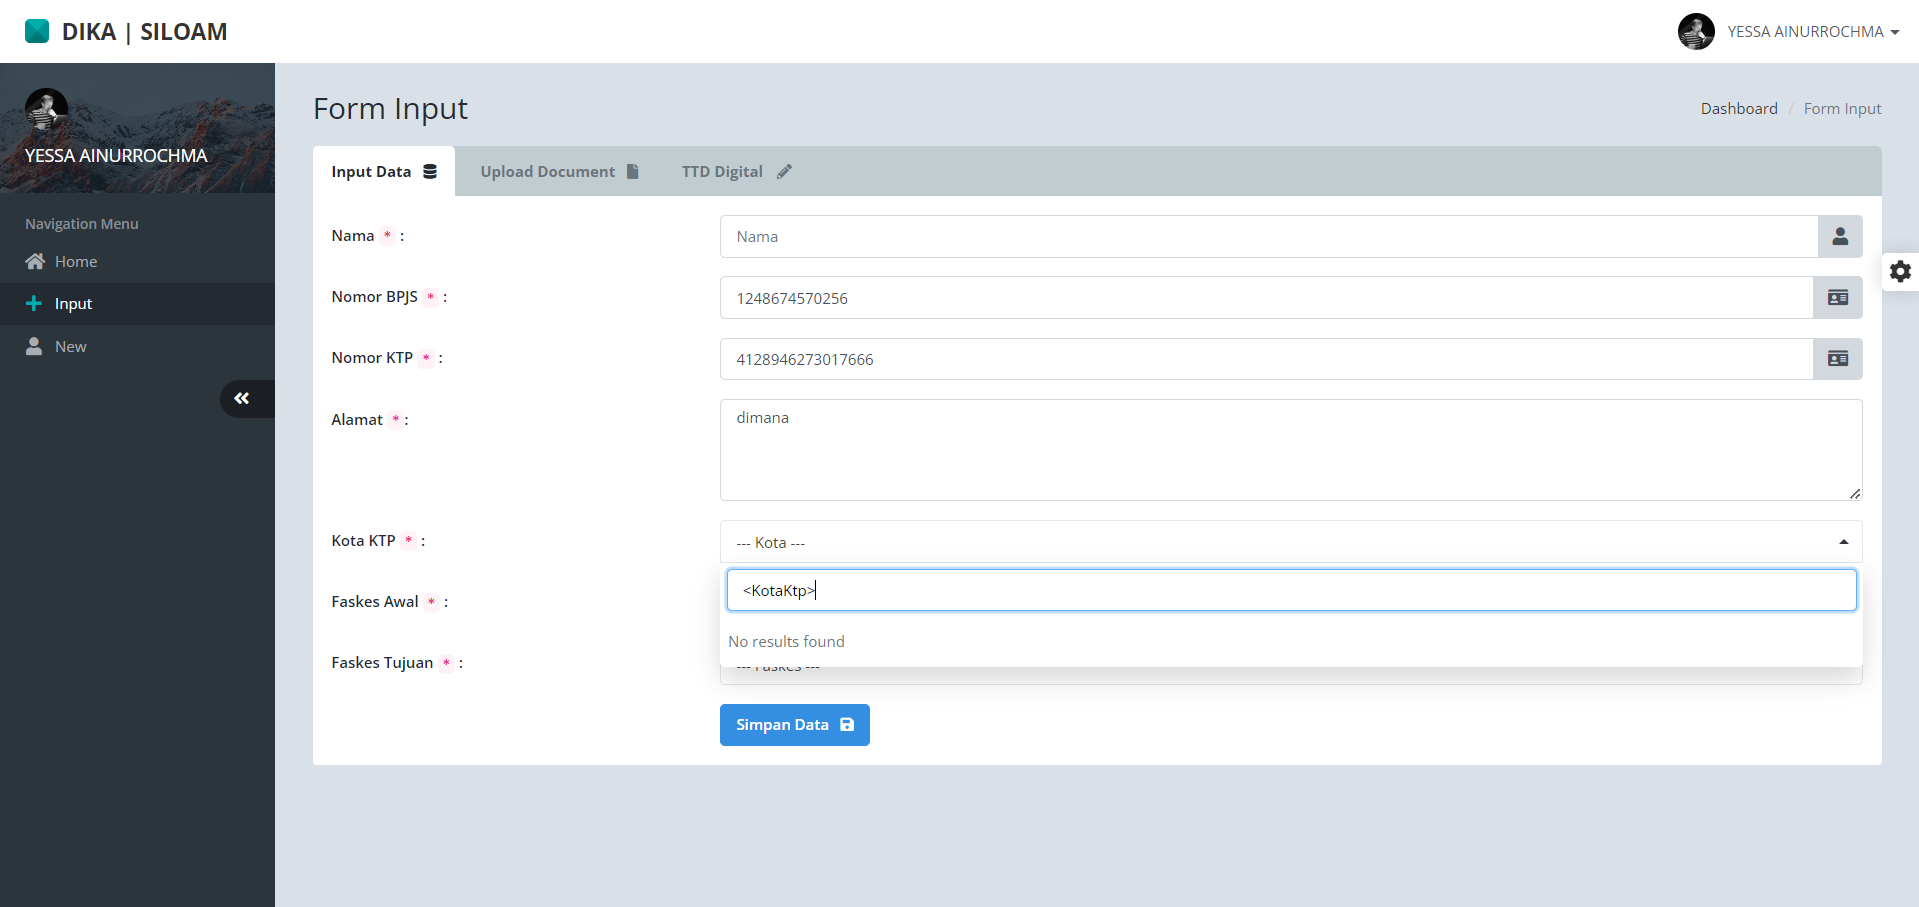 DIKA | SILOAM
YESSA AINURROCHMA
YESSA AINURROCHMA
Navigation Menu
Home
Input
New
Form Input
Dashboard / Form Input
Input Data
Upload Document
TTD Digital
Nama * :
Nama
Nomor BPJS * :
1248674570256
Nomor KTP * :
4128946273017666
Alamat * :
dimana
Kota KTP * :
--- Kota ---
<KotaKtp>
No results found
Faskes Awal * :
Faskes Tujuan * :
--- Faskes ---
Simpan Data